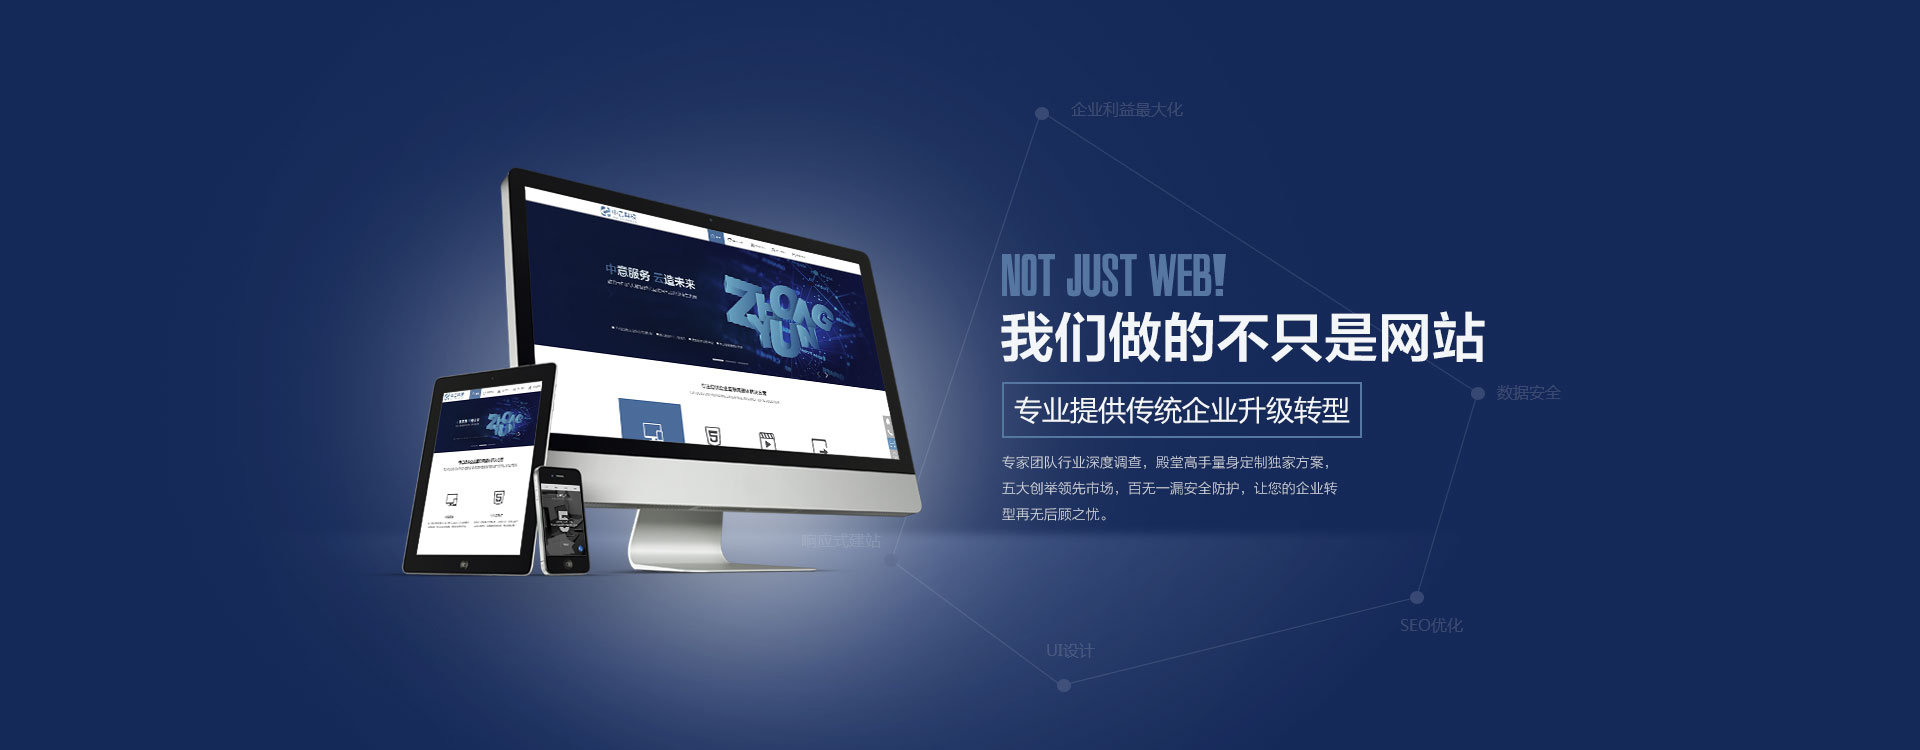 企业利益最大化
NOT JUST WEB!
我们做的不只是网站
专业提供传统企业升级转型
专家团队行业深度调查，殿堂高手量身定制独家方案，
五大创举领先市场，百无一漏安全防护，让您的企业转
型再无后顾之忧。
数据安全
SEO优化
UI设计
响应式建站
中意服务 云造未来
ZHONG
YUN